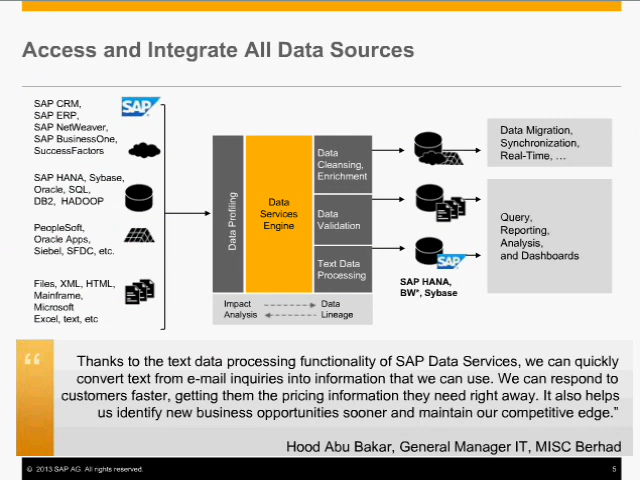 Access and Integrate All Data Sources
SAP CRM,
SAP ERP,
SAP NetWeaver,
SAP BusinessOne,
SuccessFactors
SAP
SAP HANA, Sybase,
Oracle, SQL,
DB2, HADOOP
PeopleSoft,
Oracle Apps,
Siebel, SFDC, etc.
Files, XML, HTML,
Mainframe,
Microsoft
Excel, text, etc
Data Profiling
Data
Services
Engine
Data
Cleansing,
Enrichment
Data
Validation
Text Data
Processing
Impact
Analysis
Data
Lineage
SAP
SAP HANA,
BW*, Sybase
Data Migration,
Synchronization,
Real-Time, ...
Query,
Reporting,
Analysis,
and Dashboards
“
Thanks to the text data processing functionality of SAP Data Services, we can quickly
convert text from e-mail inquiries into information that we can use. We can respond to
customers faster, getting them the pricing information they need right away. It also helps
us identify new business opportunities sooner and maintain our competitive edge.”
Hood Abu Bakar, General Manager IT, MISC Berhad
© 2013 SAP AG. All rights reserved.
5